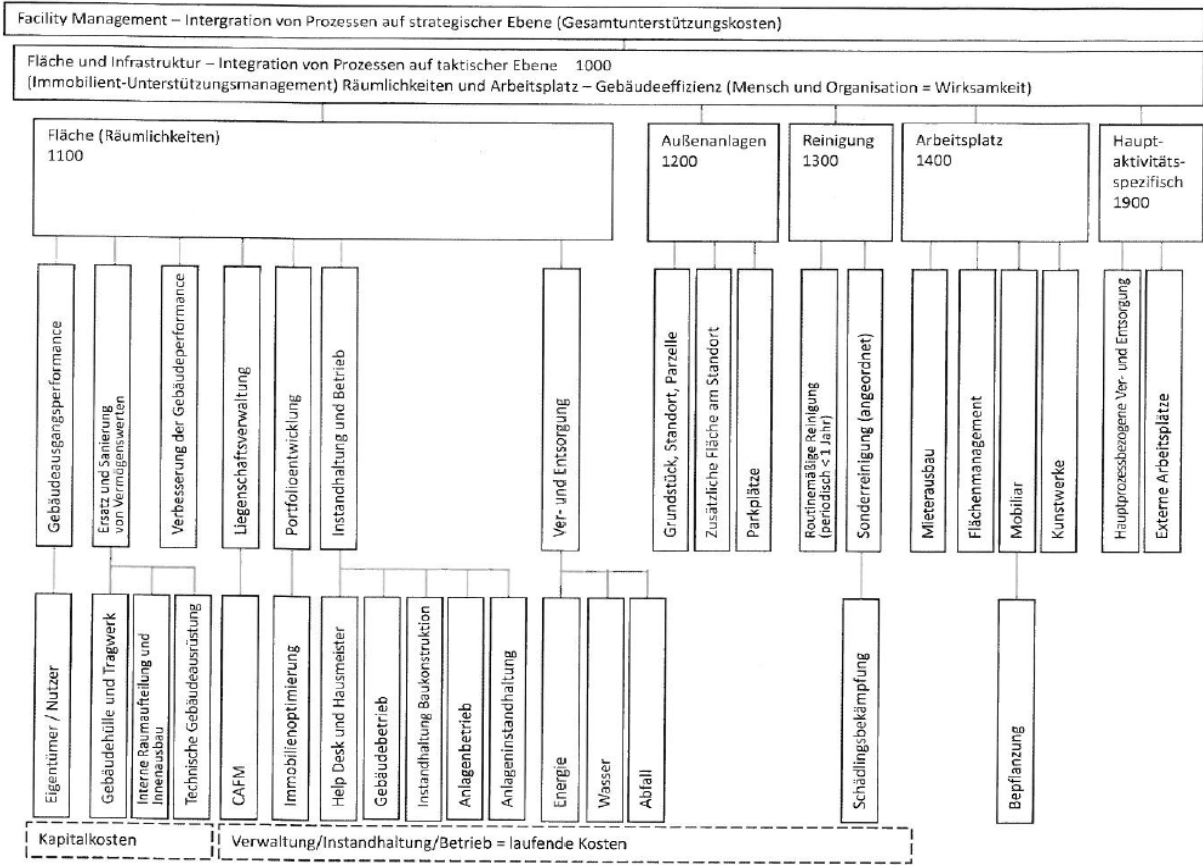 Facility Management – Intergration von Prozessen auf strategischer Ebene (Gesamtunterstützungskosten)
Fläche und Infrastruktur – Integration von Prozessen auf taktischer Ebene 1000
(Immobilient-Unterstützungsmanagement) Räumlichkeiten und Arbeitsplatz – Gebäudeeffizienz (Mensch und Organisation = Wirksamkeit)
Fläche (Räumlichkeiten)
1100
Außenanlagen
1200
Reinigung
1300
Arbeitsplatz
1400
Haupt-
aktivitäts-
spezifisch
1900
Gebäudeausgangsperformance
Ersatz und Sanierung
von Vermögenswerten
Verbesserung der Gebäudeperformance
Liegenschaftsverwaltung
Portfolioentwicklung
Instandhaltung und Betrieb
Ver- und Entsorgung
Grundstück, Standort, Parzelle
Zusätzliche Fläche am Standort
Parkplätze
Routinemäßige Reinigung
(periodisch < 1 Jahr)
Sonderreinigung (angeordnet)
Mieterausbau
Flächenmanagement
Mobiliar
Kunstwerke
Hauptprozessbezogene Ver- und Entsorgung
Externe Arbeitsplätze
Eigentümer / Nutzer
Gebäudehülle und Tragwerk
Interne Raumaufteilung und
Innenausbau
Technische Gebäudeausrüstung
CAFM
Immobilienoptimierung
Help Desk und Hausmeister
Gebäudebetrieb
Instandhaltung Baukonstruktion
Anlagenbetrieb
Anlageninstandhaltung
Energie
Wasser
Abfall
Schädlingsbekämpfung
Bepflanzung
Kapitalkosten
Verwaltung/Instandhaltung/Betrieb = laufende Kosten